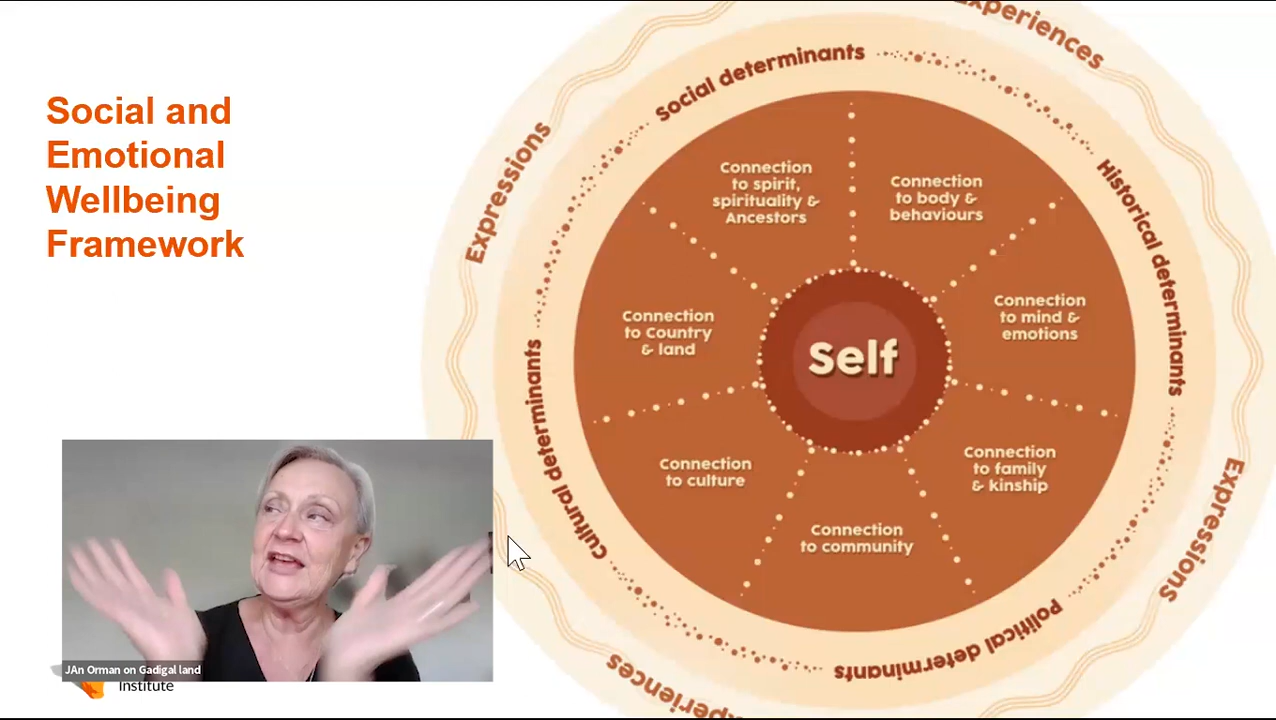 Social and
Emotional
Wellbeing
Framework
Expressions
Social determinants
Historical determinants
Connection
to spirit,
spirituality &
Ancestors
Connection
to body &
behaviours
Connection
to Country
& land
Connection
to mind &
emotions
Self
Cultural determinants
Connection
to culture
Connection
to family
& kinship
Connection
to community
Expressions
Political determinants
JAn Orman on Gadigal land
Institute